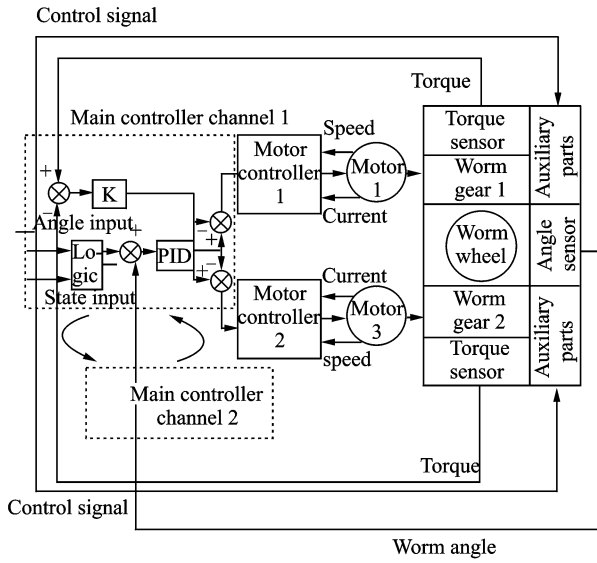 Control signal
Torque
Main controller channel 1
Torque
sensor
Auxiliary
parts
Speed
Motor
controller
1
Motor
1
Worm
gear 1
+
K
−
Current
Angle input
−
+
+
Angle
sensor
Worm
wheel
Lo-
gic
PID
−
+
State input
Current
Motor
controller
2
Motor
3
Worm
gear 2
Auxiliary
parts
speed
Torque
sensor
Main controller
channel 2
Torque
Control signal
Worm angle